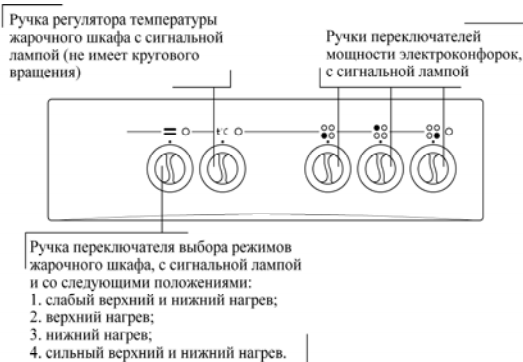 Ручка регулятора температуры
жарочного шкафа с сигнальной
лампой (не имеет кругового
вращения)
Ручки переключателей
мощности электроконфорок,
с сигнальной лампой
t°C
Ручка переключателя выбора режимов
жарочного шкафа, с сигнальной лампой
и со следующими положениями:
1. слабый верхний и нижний нагрев;
2. верхний нагрев;
3. нижний нагрев;
4. сильный верхний и нижний нагрев.